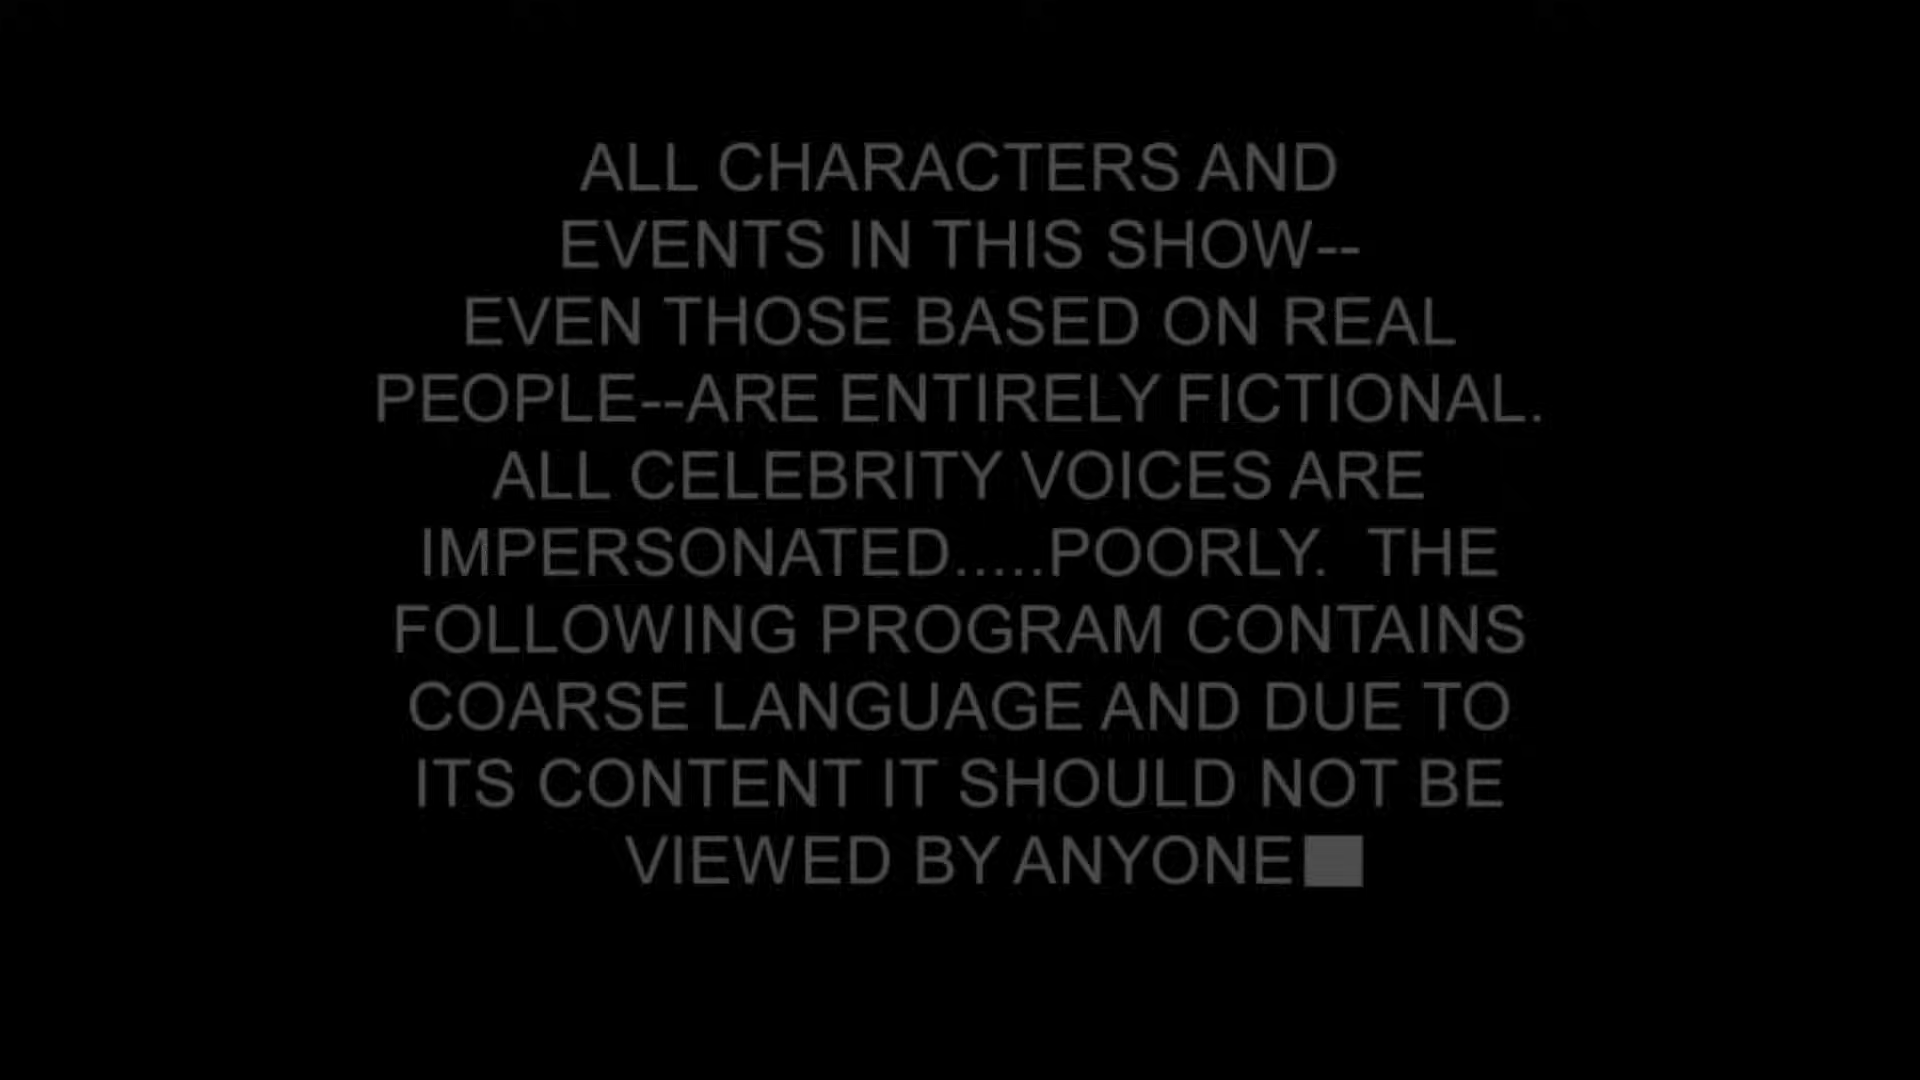 ALL CHARACTERS AND
EVENTS IN THIS SHOW--
EVEN THOSE BASED ON REAL
PEOPLE--ARE ENTIRELY FICTIONAL.
ALL CELEBRITY VOICES ARE
IMPERSONATED.....POORLY.  THE
FOLLOWING PROGRAM CONTAINS
COARSE LANGUAGE AND DUE TO
ITS CONTENT IT SHOULD NOT BE
VIEWED BY ANYONE